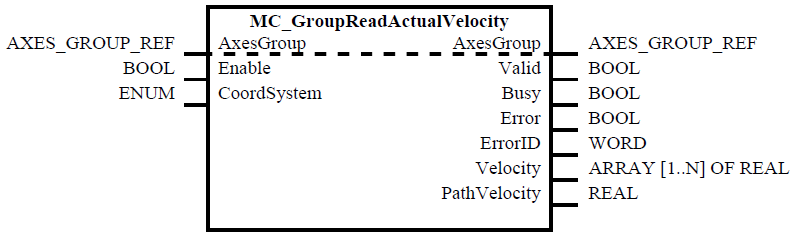 MC_GroupReadActualVelocity
AXES_GROUP_REF AxesGroup AxesGroup AXES_GROUP_REF
BOOL Enable Valid BOOL
ENUM CoordSystem Busy BOOL
Error BOOL
ErrorID WORD
Velocity ARRAY [1..N] OF REAL
PathVelocity REAL